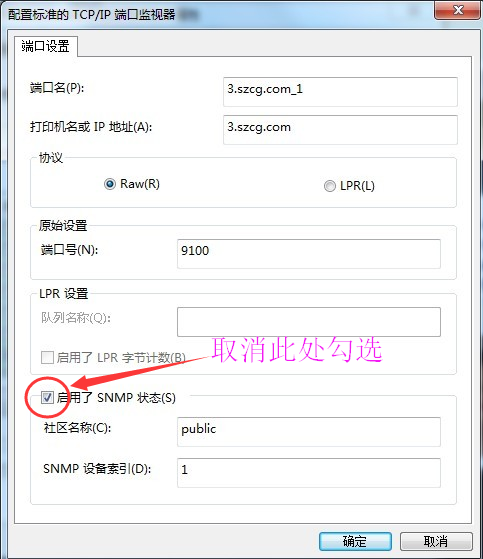 配置标准的 TCP/IP 端口监视器
端口设置
端口名(P):
3.szcg.com_1
打印机名或 IP 地址(A):
3.szcg.com
协议
Raw(R)
LPR(L)
原始设置
端口号(N):
9100
LPR 设置
队列名称(Q):
启用了 LPR 字节计数(B)
取消此处勾选
启用了 SNMP 状态(S)
社区名称(C):
public
SNMP 设备索引(D):
1
确定
取消